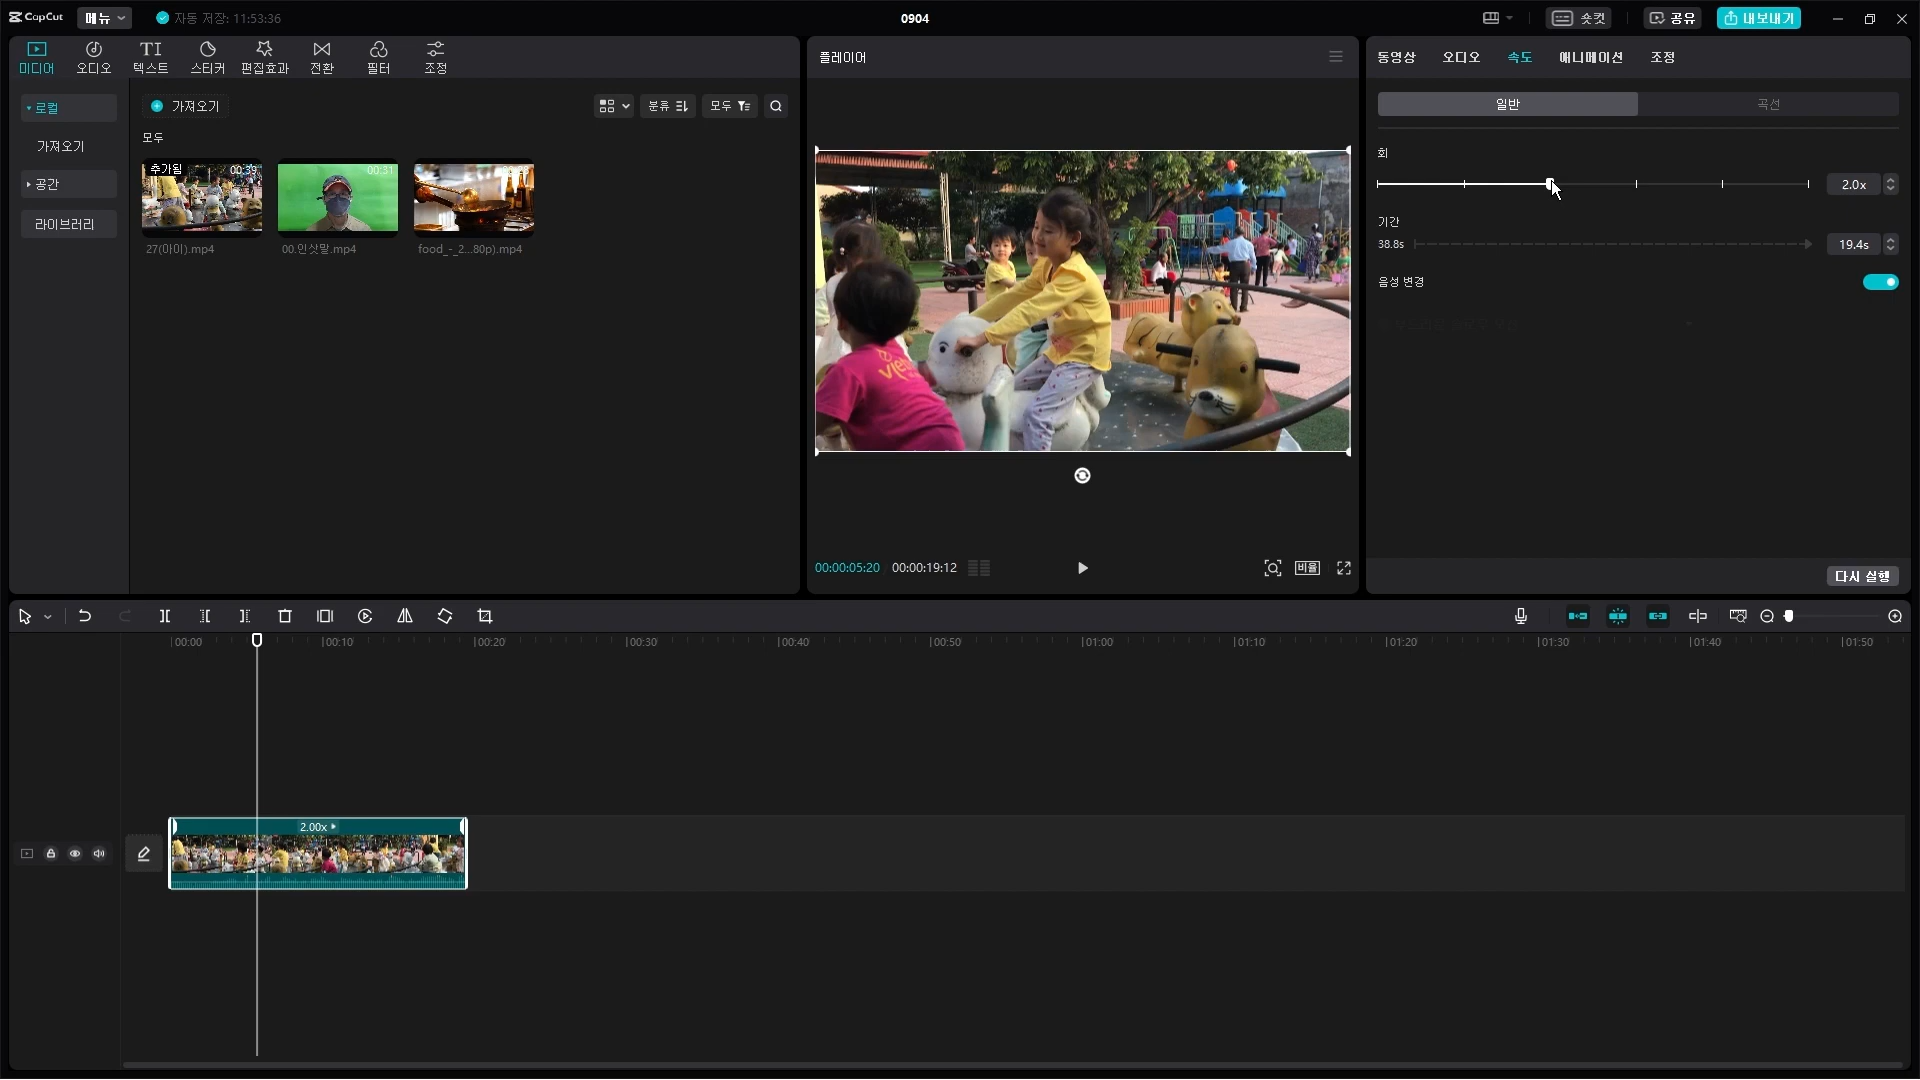 CapCut 메뉴 자동 저장: 11:53:36 0904 숏컷 공유 내보내기
미디어 오디오 텍스트 스티커 편집효과 전환 필터 조정
로컬
가져오기
공간
라이브러리
가져오기 분류 모두
모두
추가됨 00:39 00:31
27(아이).mp4 00.인삿말.mp4 food_-_2...80p).mp4
플레이어
00:00:05:20 00:00:19:12 비율
동영상 오디오 속도 애니메이션 조정
일반 곡선
회
2.0x
기간
38.8s 19.4s
음성 변경
다시 실행
00:00 00:10 00:20 00:30 00:40 00:50 01:00 01:10 01:20 01:30 01:40 01:50
2.00x